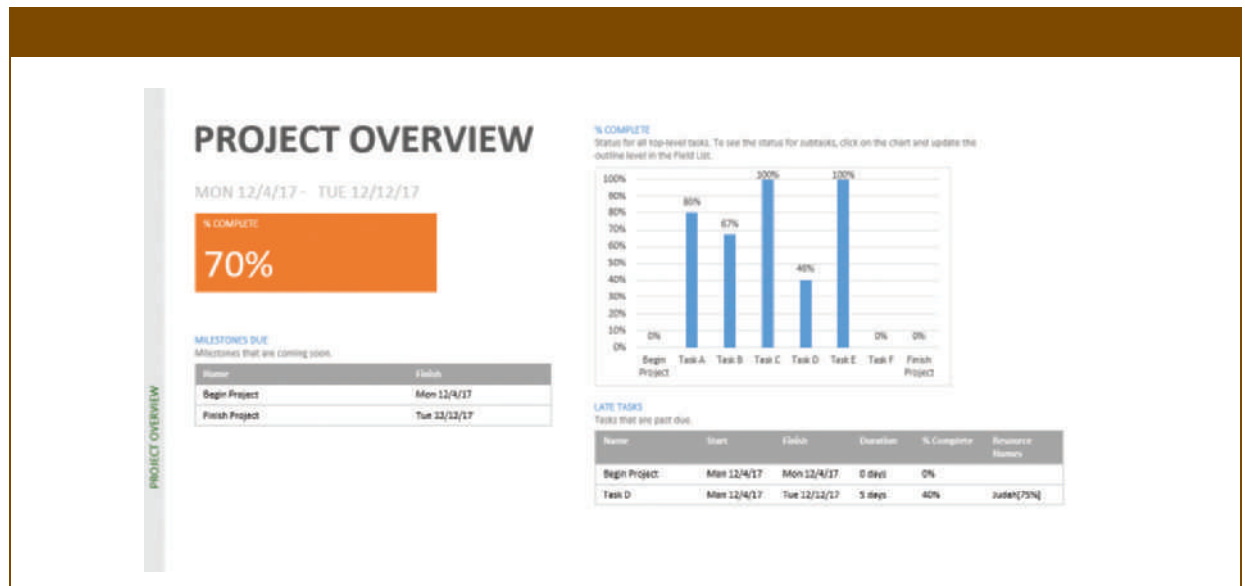 PROJECT OVERVIEW
PROJECT OVERVIEW
MON 12/4/17 - TUE 12/12/17
% COMPLETE
70%
MILESTONES DUE
Milestones that are coming soon.
Name Finish
Begin Project Mon 12/4/17
Finish Project Tue 12/12/17
% COMPLETE
Status for all top-level tasks. To see the status for subtasks, click on the chart and update the
outline level in the Field List.
100%
90%
80%
70%
60%
50%
40%
30%
20%
10%
0%
0% 80% 67% 100% 40% 100% 0% 0%
Begin Project Task A Task B Task C Task D Task E Task F Finish Project
LATE TASKS
Tasks that are past due.
Name Start Finish Duration % Complete Resource Names
Begin Project Mon 12/4/17 Mon 12/4/17 0 days 0%
Task D Mon 12/4/17 Tue 12/12/17 5 days 40% Judah[75%]